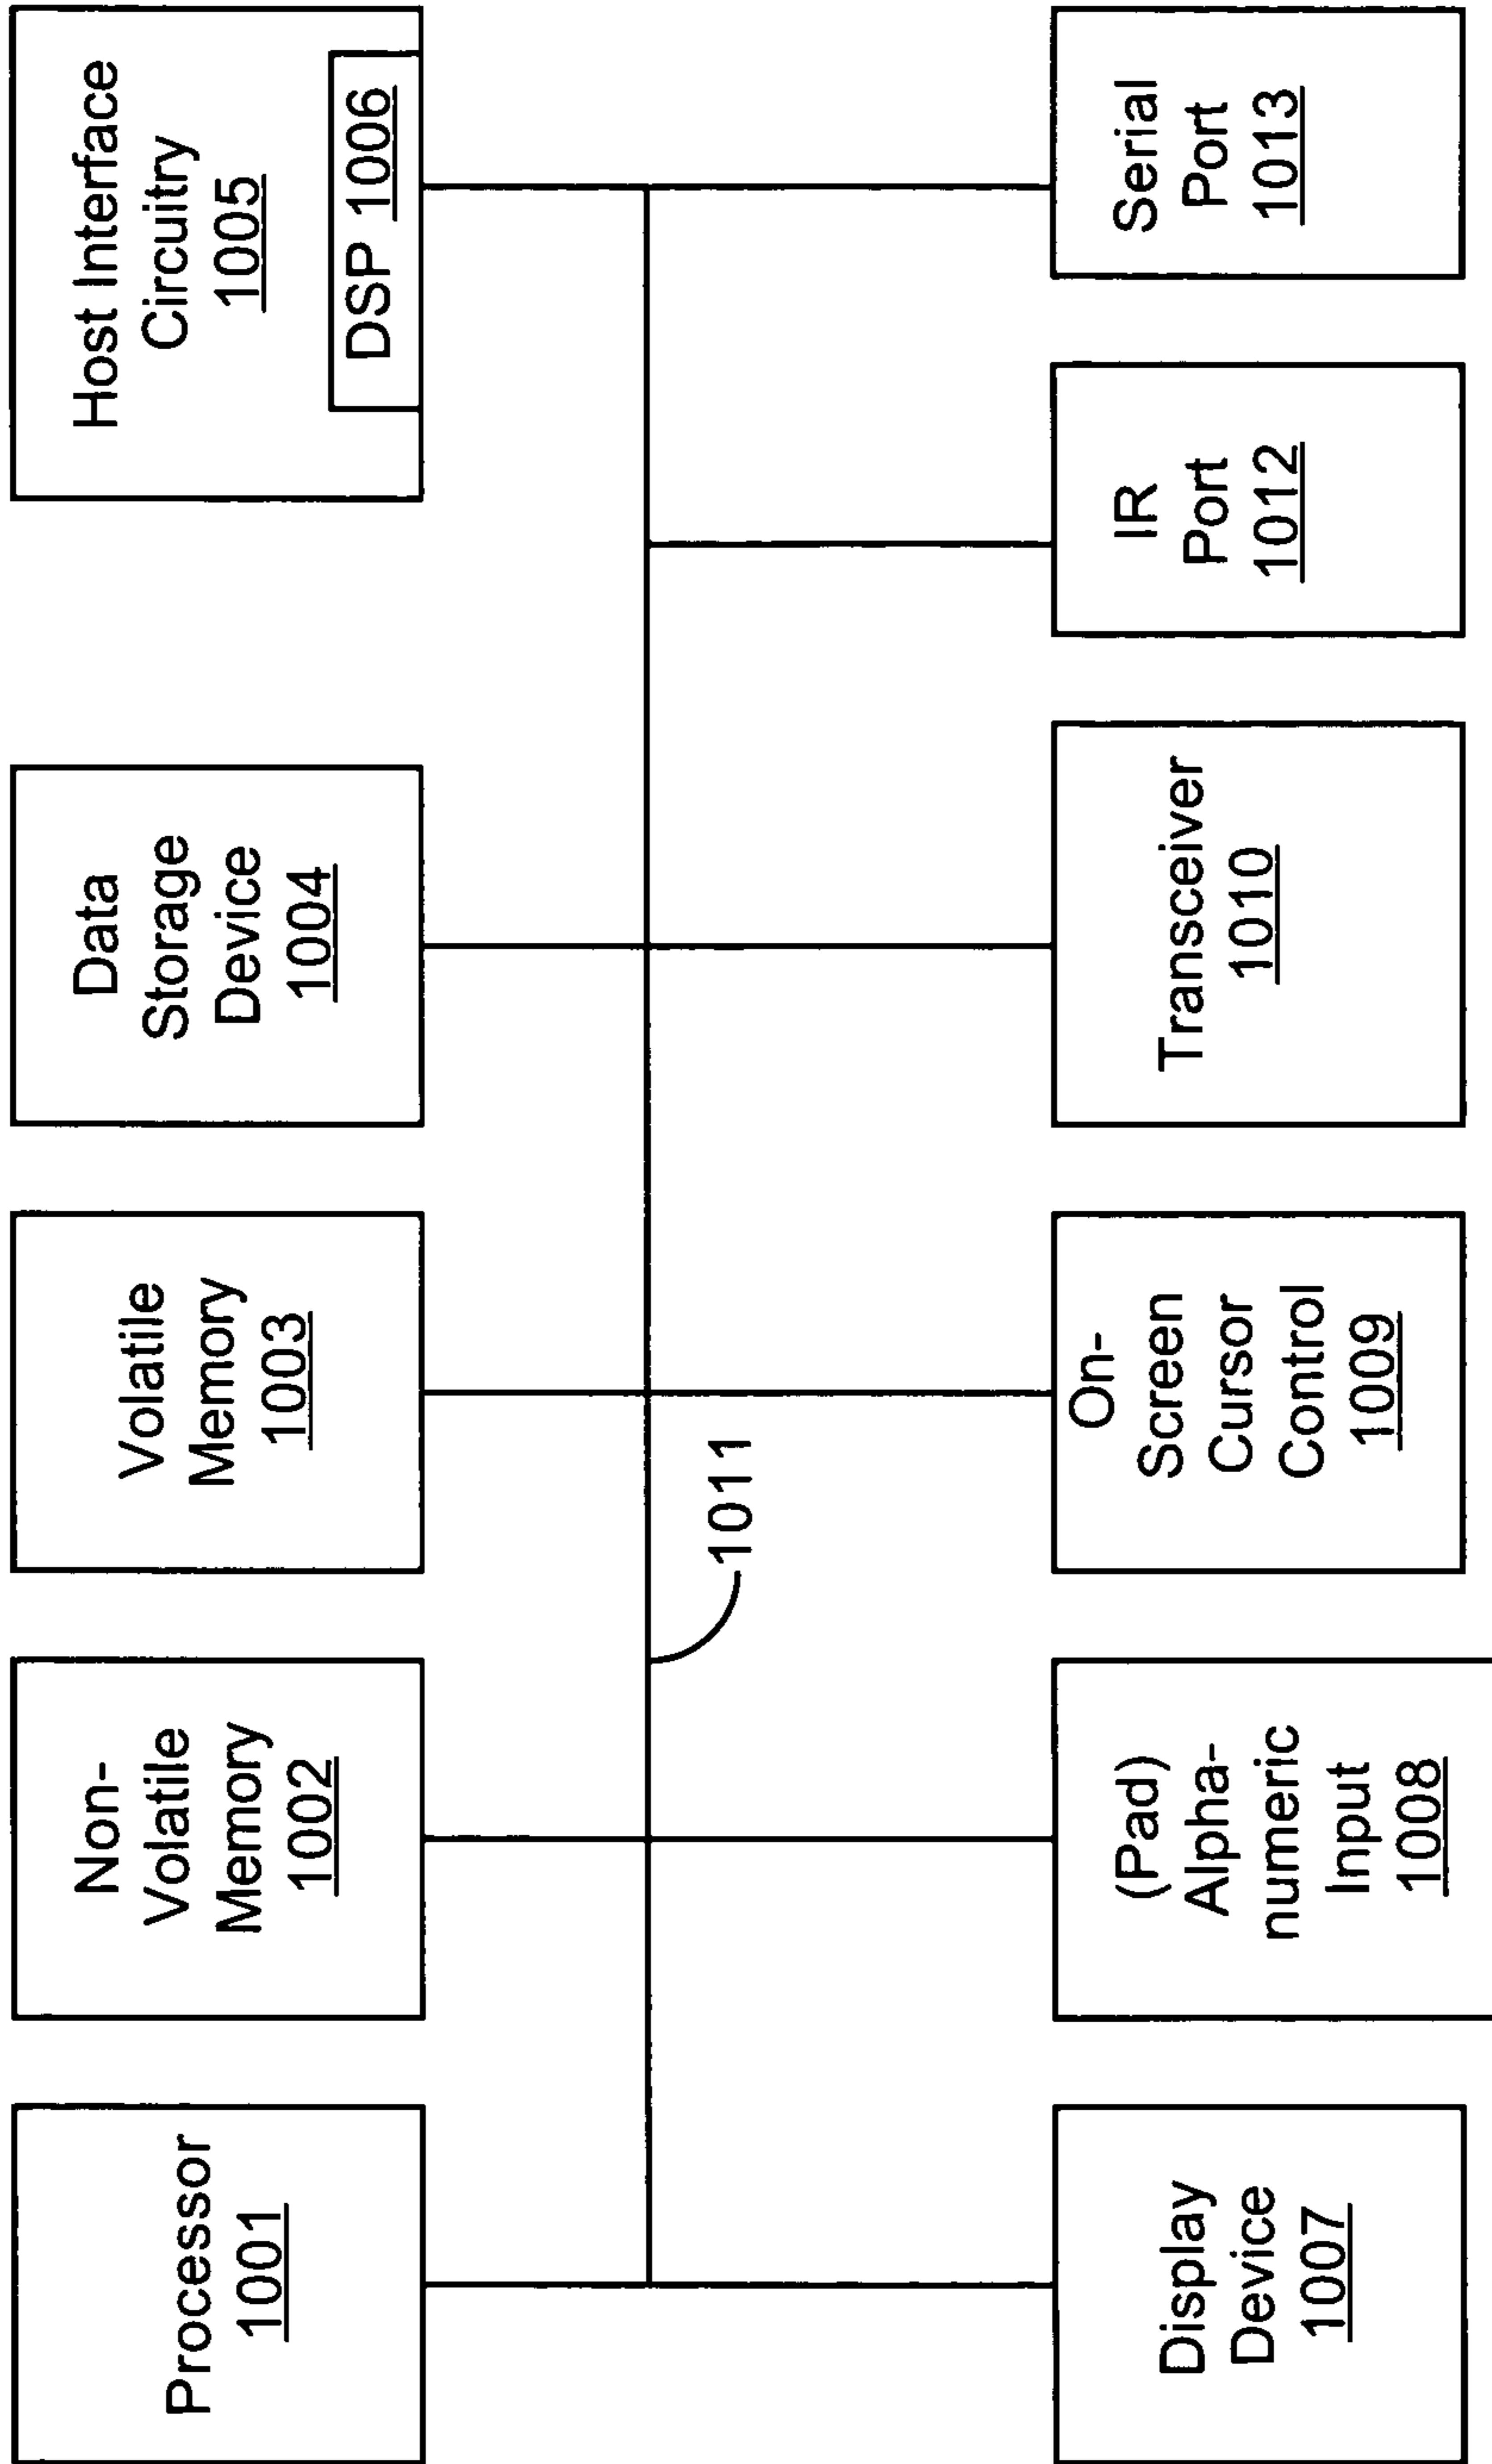 Processor
1001
Non-
Volatile
Memory
1002
Volatile
Memory
1003
Data
Storage
Device
1004
Host Interface
Circuitry
1005
DSP 1006
1011
Display
Device
1007
(Pad)
Alpha-
numeric
Input
1008
On-
Screen
Cursor
Control
1009
Transceiver
1010
IR
Port
1012
Serial
Port
1013